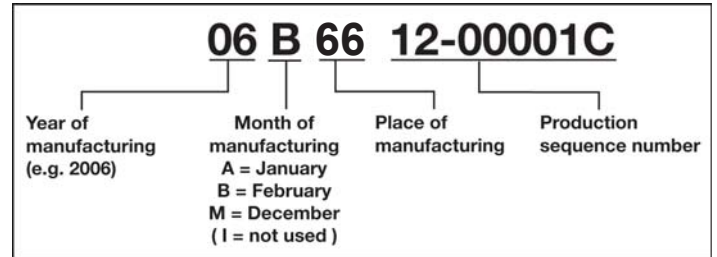 06 B 66 12-00001C
Year of
manufacturing
(e.g. 2006)
Month of
manufacturing
A = January
B = February
M = December
( I = not used )
Place of
manufacturing
Production
sequence number